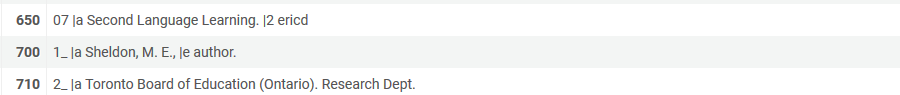 650 07 |a Second Language Learning. |2 ericd
700 1_ |a Sheldon, M. E., |e author.
710 2_ |a Toronto Board of Education (Ontario). Research Dept.